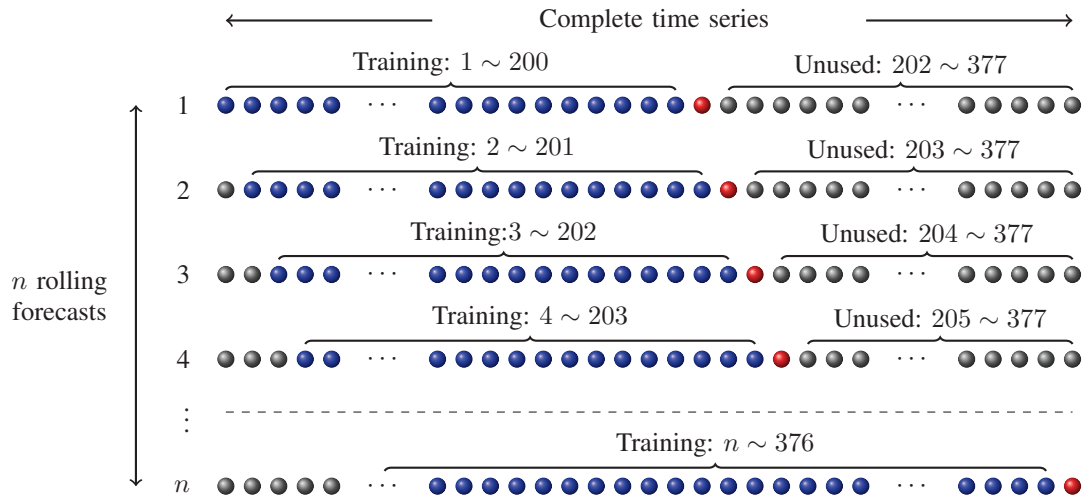 Complete time series
Training: 1 ∼ 200
Unused: 202 ∼ 377
1
···
···
Training: 2 ∼ 201
Unused: 203 ∼ 377
2
···
···
Training:3 ∼ 202
Unused: 204 ∼ 377
3
···
···
n rolling
forecasts
Training: 4 ∼ 203
Unused: 205 ∼ 377
4
···
···
⋮
Training: n ∼ 376
n
···
···